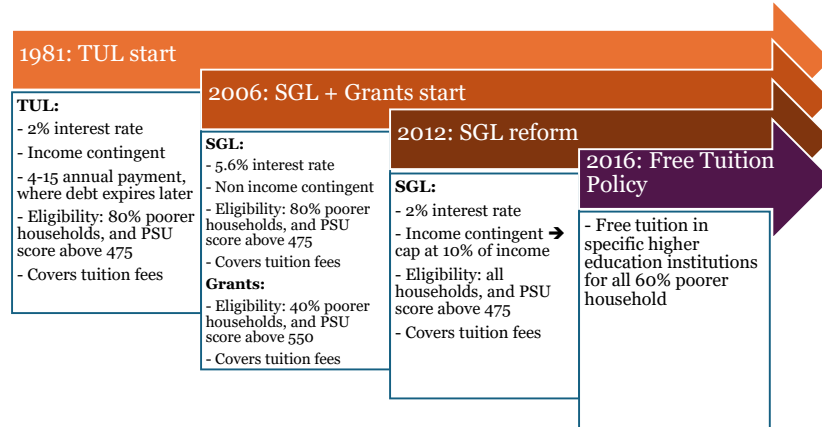 1981: TUL start
TUL:
- 2% interest rate
- Income contingent
- 4-15 annual payment,
where debt expires later
- Eligibility: 80% poorer
households, and PSU
score above 475
- Covers tuition fees
2006: SGL + Grants start
SGL:
- 5.6% interest rate
- Non income contingent
- Eligibility: 80% poorer
households, and PSU
score above 475
- Covers tuition fees
Grants:
- Eligibility: 40% poorer
households, and PSU
score above 550
- Covers tuition fees
2012: SGL reform
SGL:
- 2% interest rate
- Income contingent ➔
cap at 10% of income
- Eligibility: all
households, and PSU
score above 475
- Covers tuition fees
2016: Free Tuition
Policy
- Free tuition in
specific higher
education institutions
for all 60% poorer
household